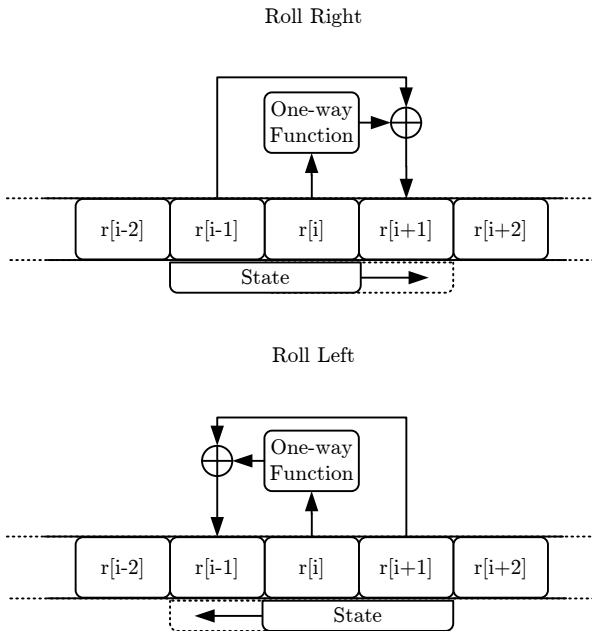 Roll Right
One-way
Function
r[i-2] r[i-1] r[i] r[i+1] r[i+2]
State
Roll Left
One-way
Function
r[i-2] r[i-1] r[i] r[i+1] r[i+2]
State